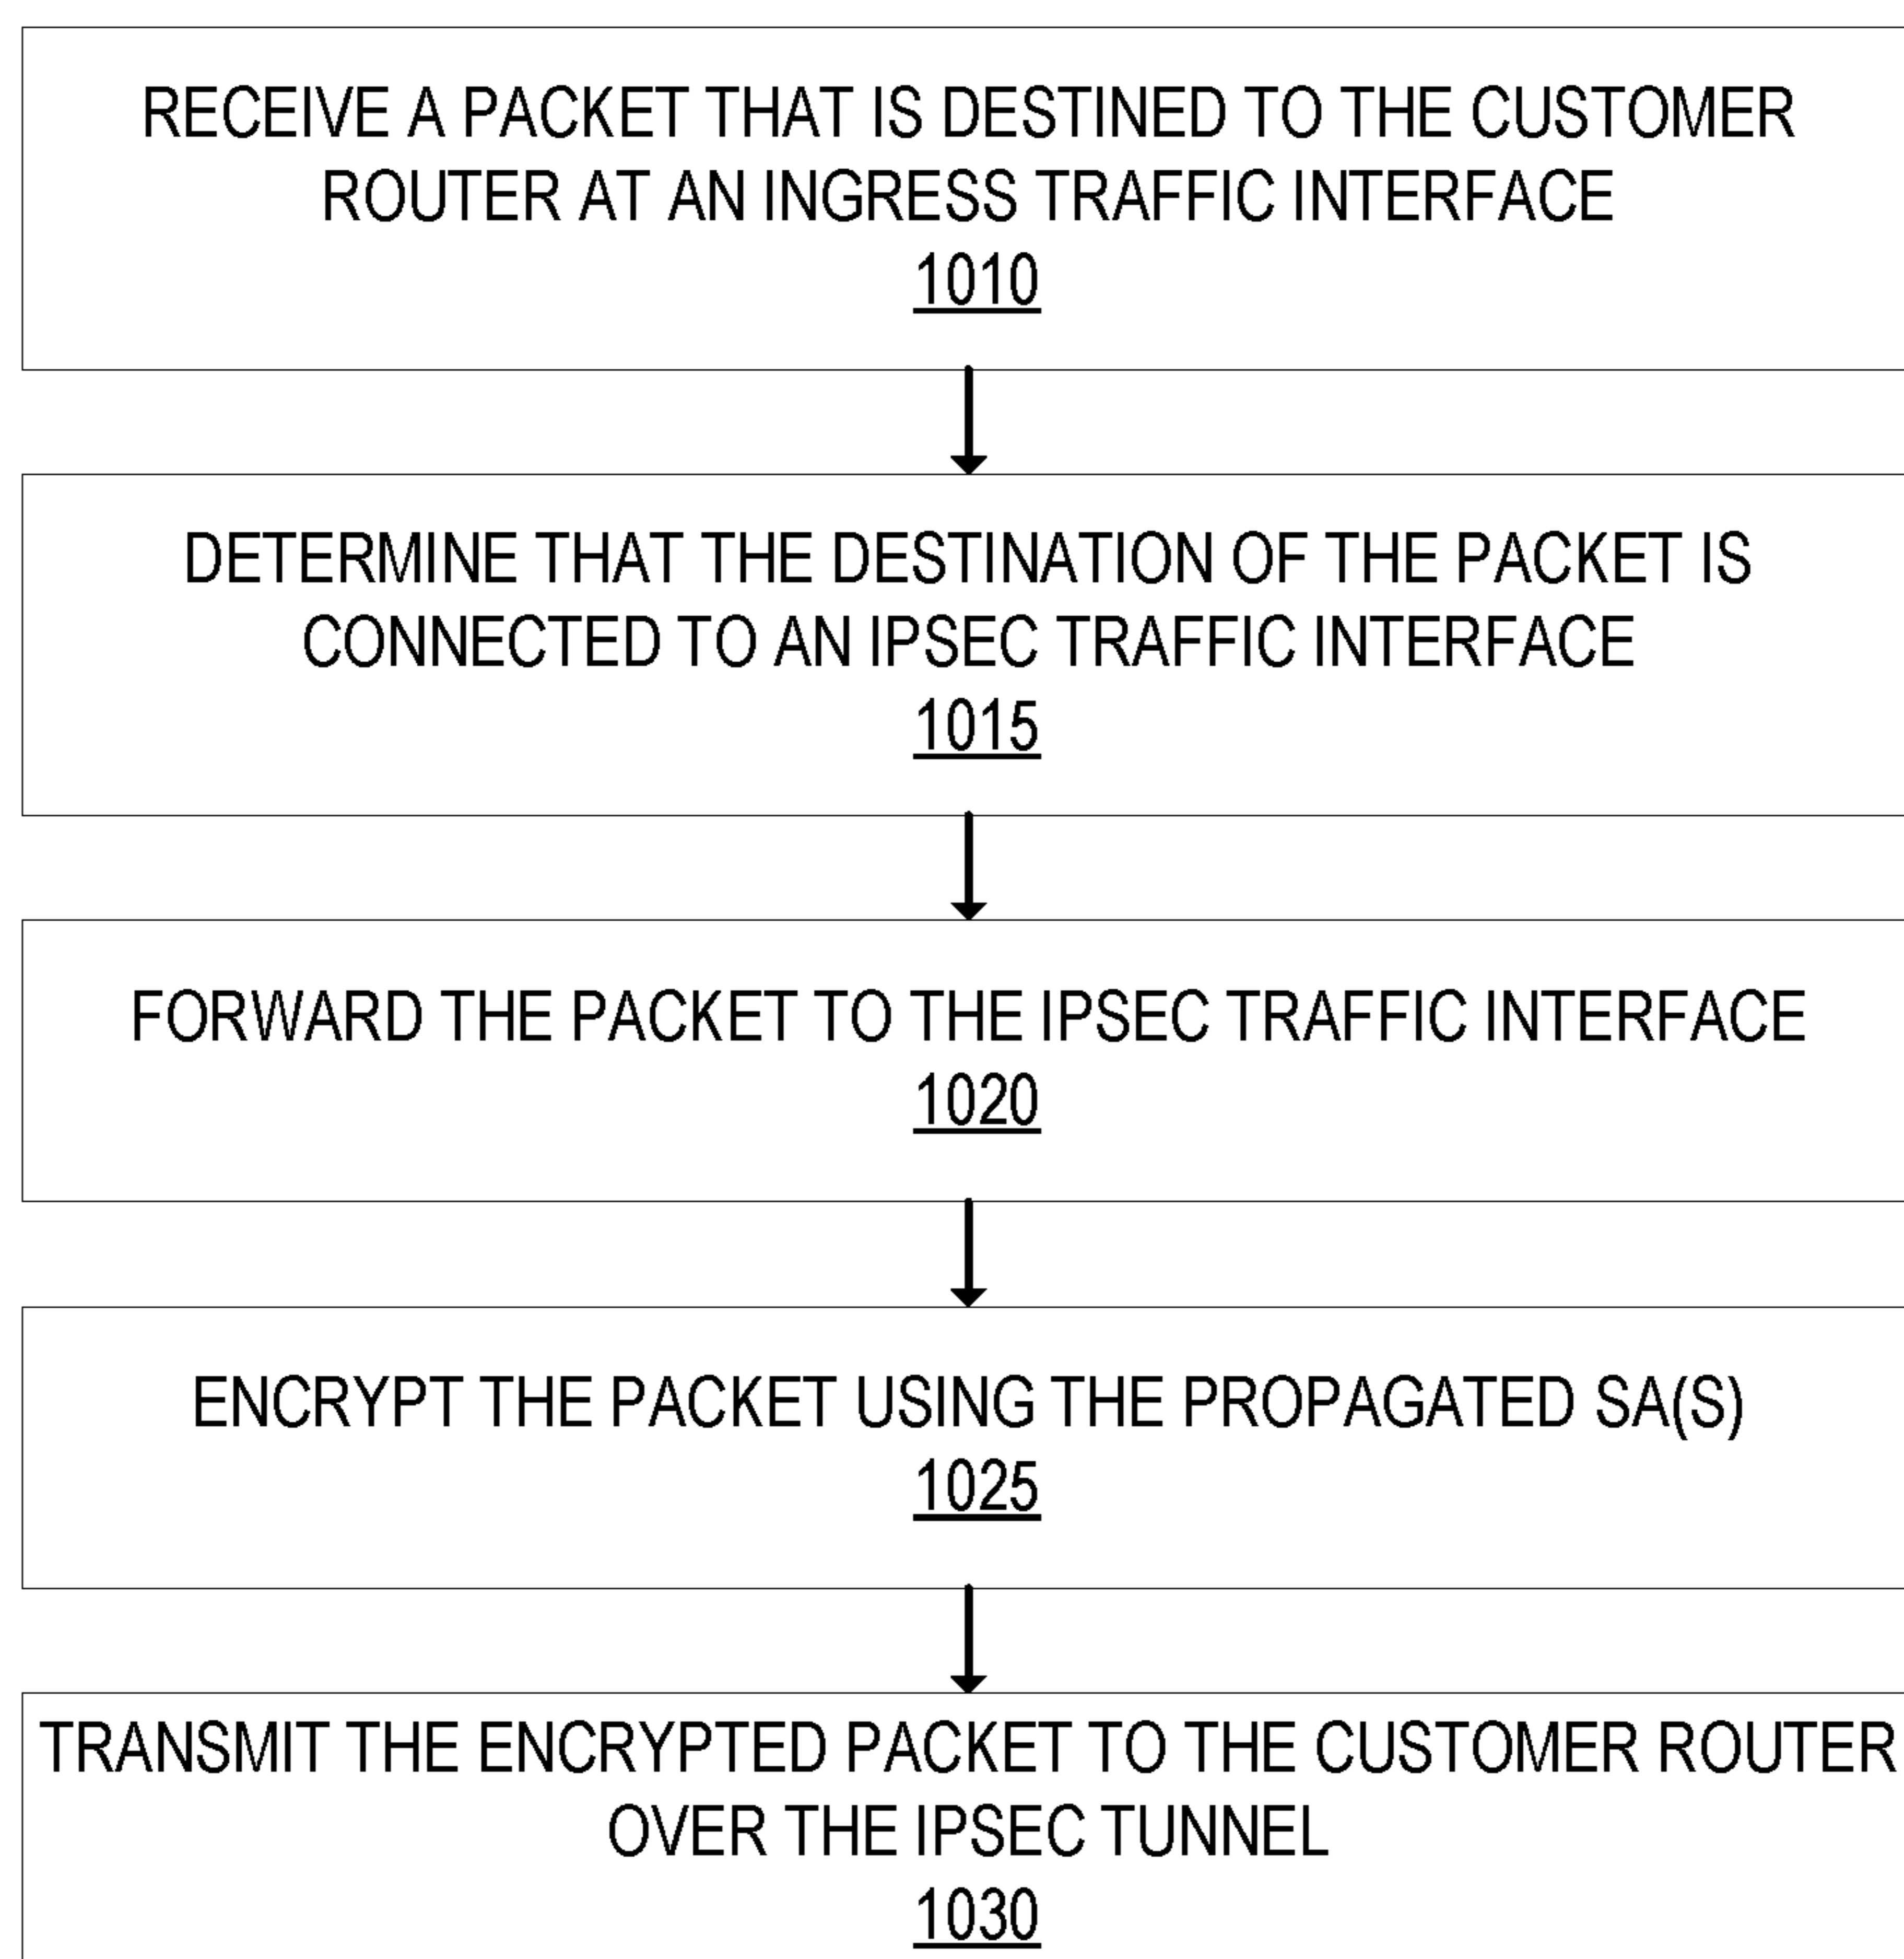 RECEIVE A PACKET THAT IS DESTINED TO THE CUSTOMER
ROUTER AT AN INGRESS TRAFFIC INTERFACE
1010
DETERMINE THAT THE DESTINATION OF THE PACKET IS
CONNECTED TO AN IPSEC TRAFFIC INTERFACE
1015
FORWARD THE PACKET TO THE IPSEC TRAFFIC INTERFACE
1020
ENCRYPT THE PACKET USING THE PROPAGATED SA(S)
1025
TRANSMIT THE ENCRYPTED PACKET TO THE CUSTOMER ROUTER
OVER THE IPSEC TUNNEL
1030